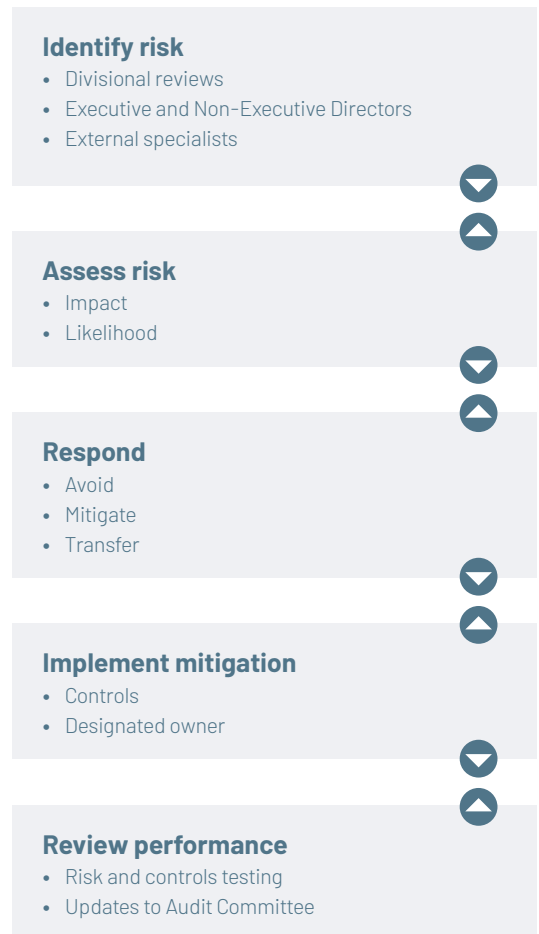 Identify risk
• Divisional reviews
• Executive and Non-Executive Directors
• External specialists
Assess risk
• Impact
• Likelihood
Respond
• Avoid
• Mitigate
• Transfer
Implement mitigation
• Controls
• Designated owner
Review performance
• Risk and controls testing
• Updates to Audit Committee